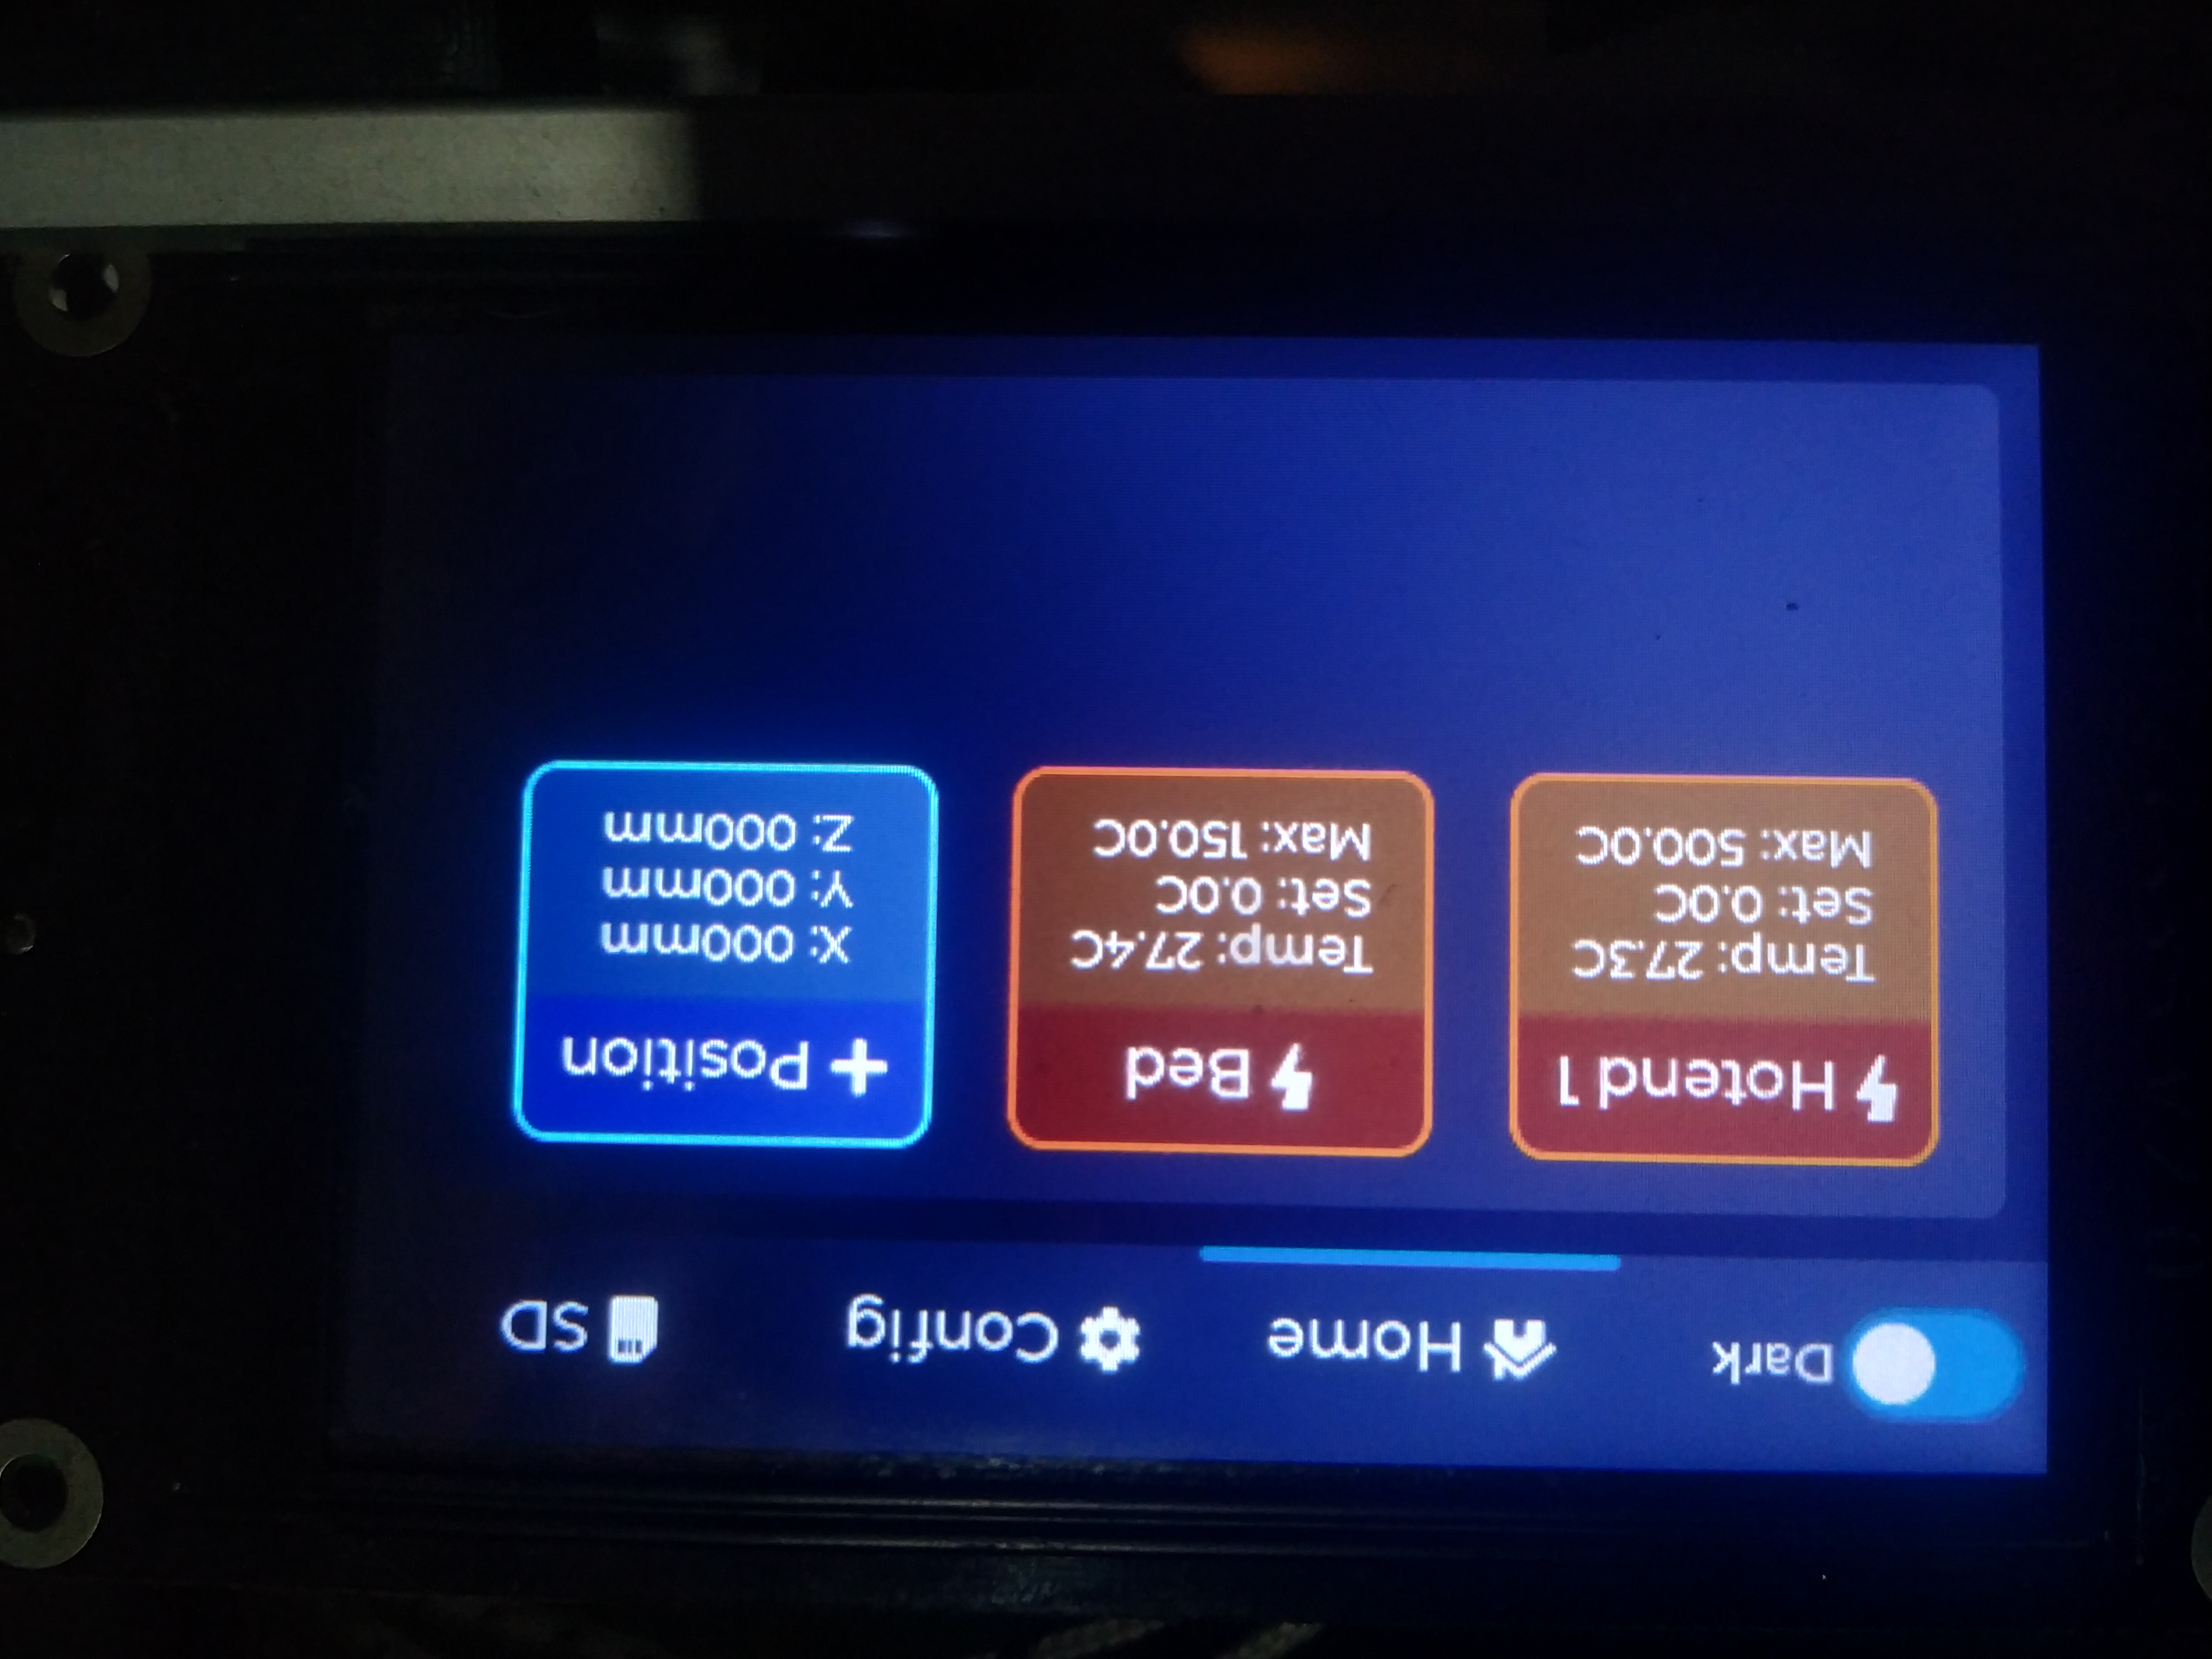 Dark
Home
Config
SD
Hotend 1
Temp: 27.3C
Set: 0.0C
Max: 500.0C
Bed
Temp: 27.4C
Set: 0.0C
Max: 150.0C
Position
X: 000mm
Y: 000mm
Z: 000mm